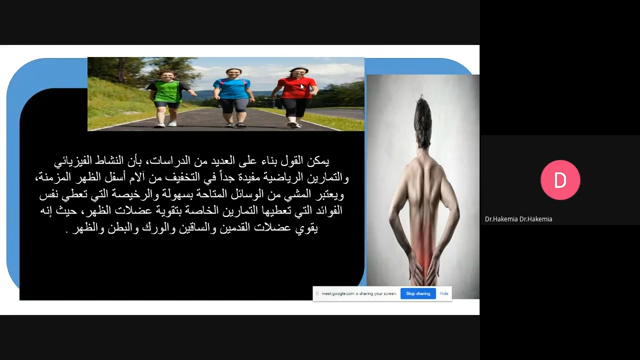 يمكن القول بناء على العديد من الدراسات، بأن النشاط الفيزيائي
والتمارين الرياضية مفيدة جداً في التخفيف من آلام أسفل الظهر المزمنة،
ويعتبر المشي من الوسائل المتاحة بسهولة والرخيصة التي تعطي نفس
الفوائد التي تعطيها التمارين الخاصة بتقوية عضلات الظهر، حيث إنه
يقوي عضلات القدمين والساقين والورك والبطن والظهر .
D
Dr.Hakemia Dr.Hakemia
meet.google.com is sharing your screen.
Stop sharing
Hide